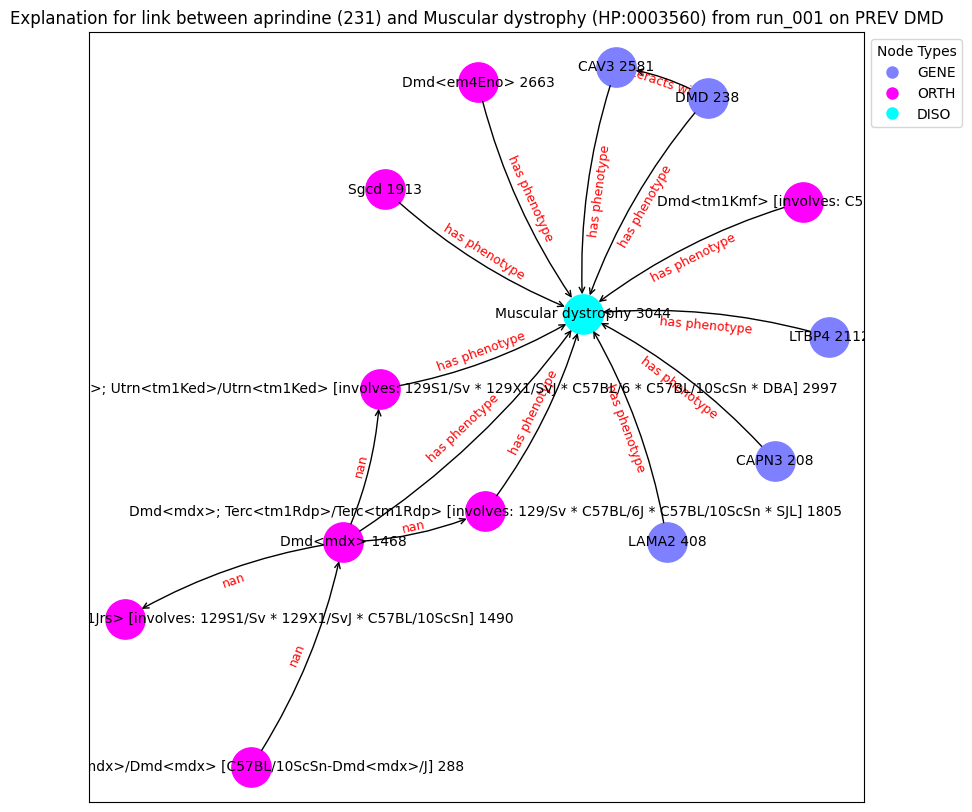 Explanation for link between aprindine (231) and Muscular dystrophy (HP:0003560) from run_001 on PREV DMD
Node Types
GENE
ORTH
DISO
CAV3 2581
Dmd<em4Eno> 2663
DMD 238
has phenotype
has phenotype
has phenotype
Sgcd 1913
Dmd<tm1Kmf> [involves: C5
has phenotype
has phenotype
Muscular dystrophy 3044
has phenotype
LTBP4 2112
has phenotype
has phenotype
>; Utrn<tm1Ked>/Utrn<tm1Ked> [involves: 129S1/Sv * 129X1/SvJ * C57BL/6 * C57BL/10ScSn * DBA] 2997
has phenotype
has phenotype
has phenotype
CAPN3 208
nan
Dmd<mdx>; Terc<tm1Rdp>/Terc<tm1Rdp> [involves: 129/Sv * C57BL/6J * C57BL/10ScSn * SJL] 1805
nan
Dmd<mdx> 1468
LAMA2 408
nan
1Jrs> [involves: 129S1/Sv * 129X1/SvJ * C57BL/10ScSn] 1490
nan
mdx>/Dmd<mdx> [C57BL/10ScSn-Dmd<mdx>/J] 288